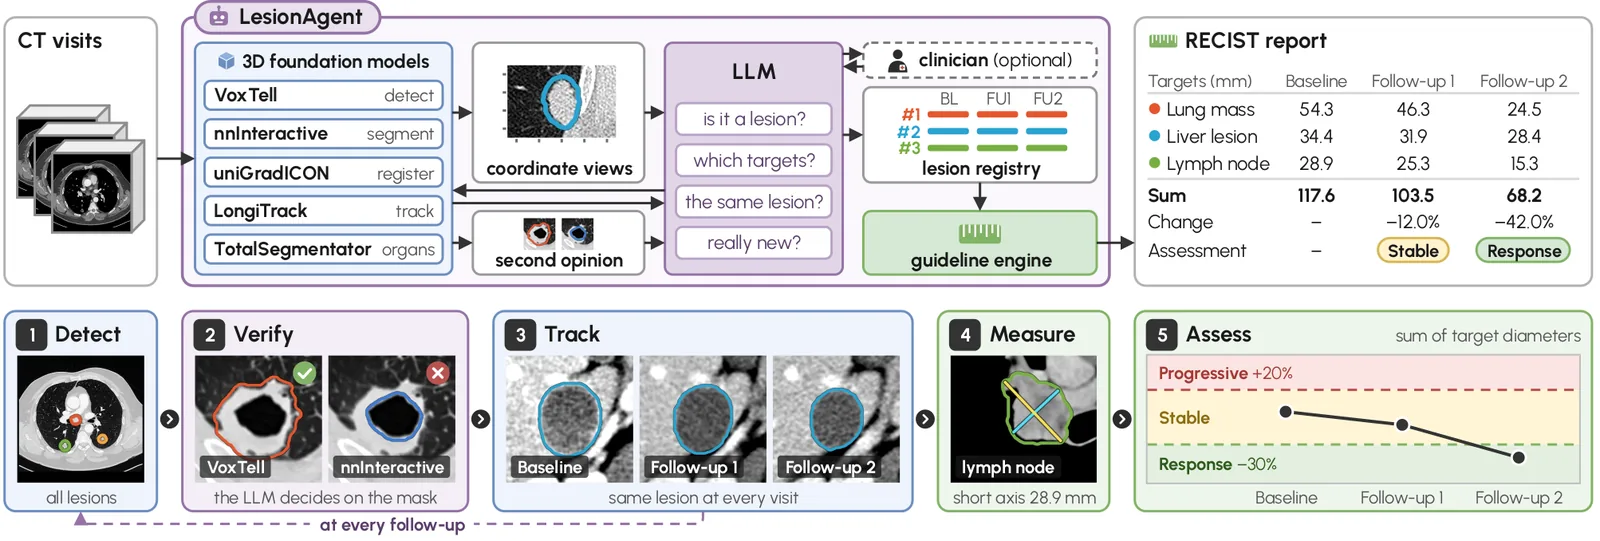 CT visits
LesionAgent
3D foundation models
VoxTell detect
nnInteractive segment
uniGradICON register
LongiTrack track
TotalSegmentator organs
coordinate views
second opinion
LLM
is it a lesion?
which targets?
the same lesion?
really new?
clinician (optional)
BL FU1 FU2
#1
#2
#3
lesion registry
guideline engine
RECIST report
Targets (mm) Baseline Follow-up 1 Follow-up 2
Lung mass 54.3 46.3 24.5
Liver lesion 34.4 31.9 28.4
Lymph node 28.9 25.3 15.3
Sum 117.6 103.5 68.2
Change – –12.0% –42.0%
Assessment – Stable Response
1 Detect
all lesions
2 Verify
VoxTell
nnInteractive
the LLM decides on the mask
3 Track
Baseline
Follow-up 1
Follow-up 2
same lesion at every visit
4 Measure
lymph node
short axis 28.9 mm
5 Assess sum of target diameters
Progressive +20%
Stable
Response –30%
Baseline Follow-up 1 Follow-up 2
at every follow-up